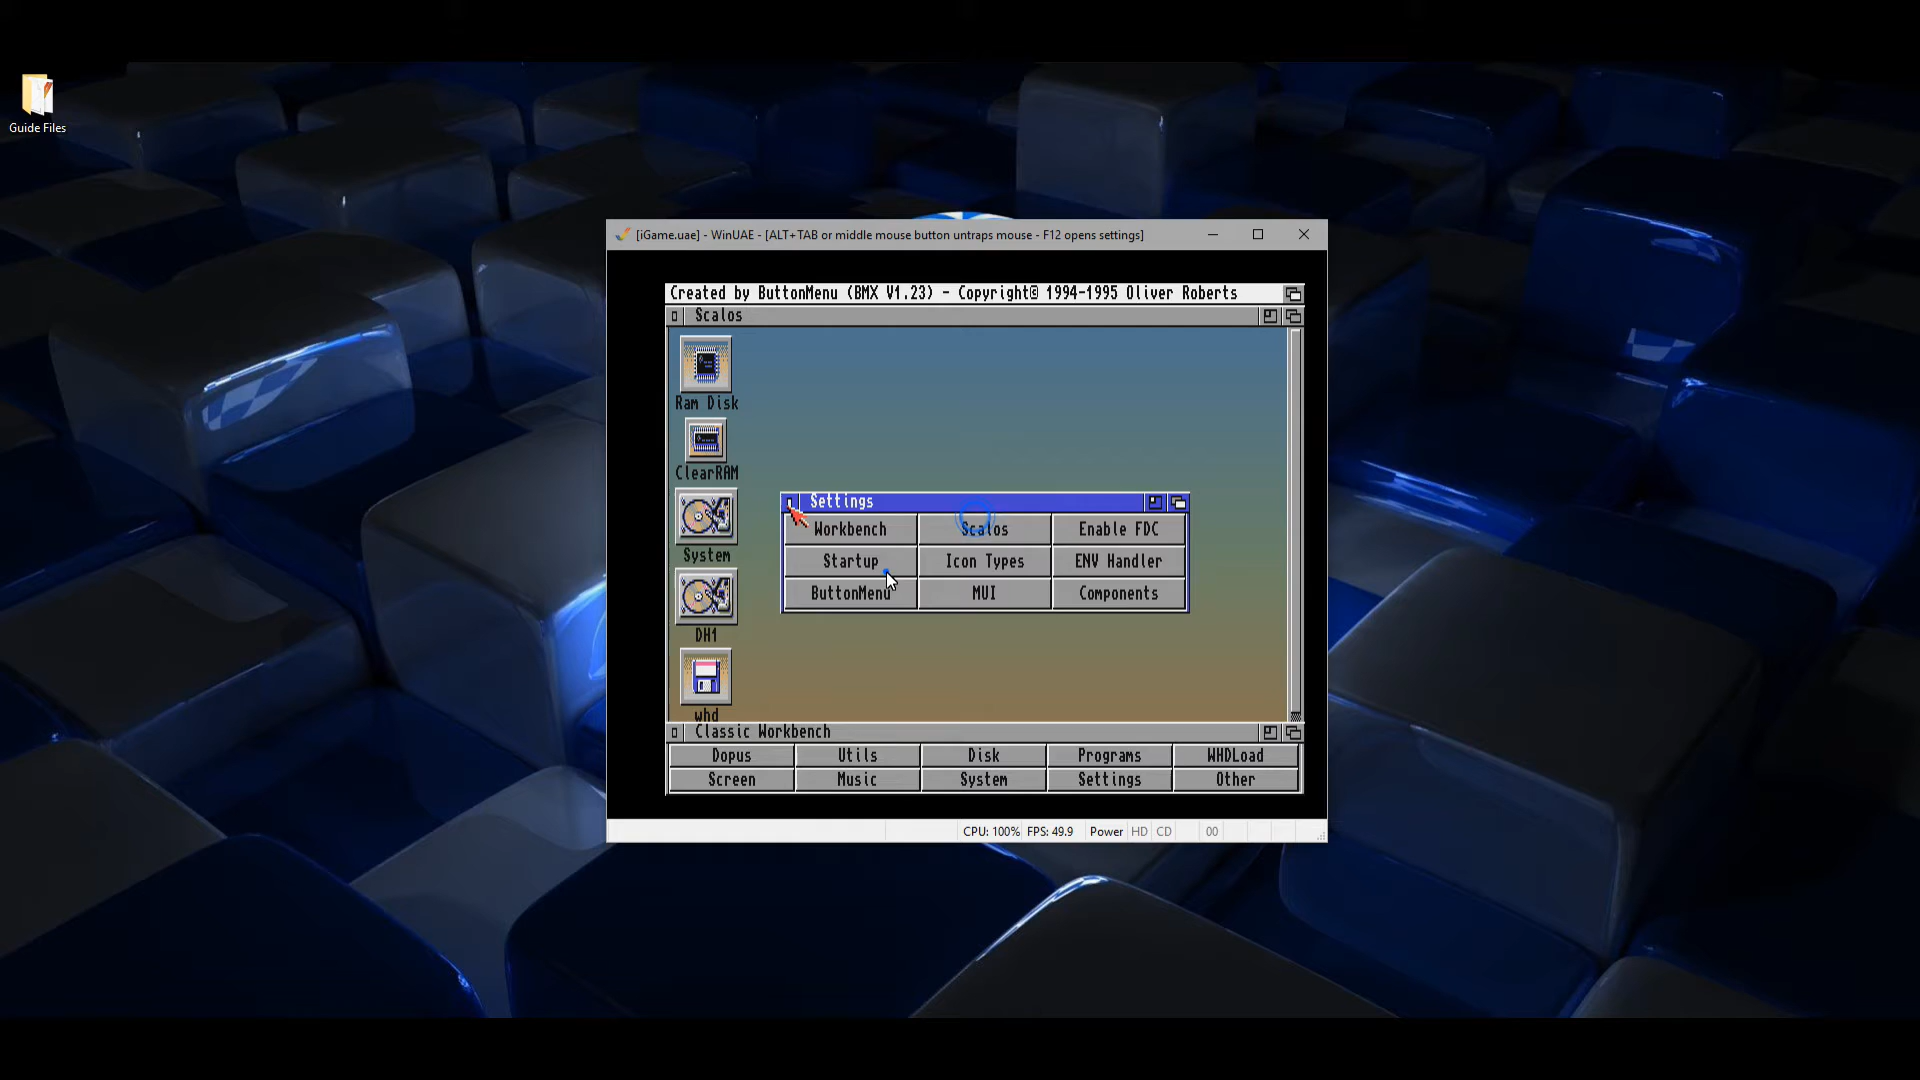 Guide Files
[iGame.uae] - WinUAE - [ALT+TAB or middle mouse button untraps mouse - F12 opens settings]
Created by ButtonMenu (BMX V1.23) - Copyright© 1994-1995 Oliver Roberts
Scalos
Ram Disk
ClearRAM
System
DH1
whd
Settings
Workbench Scalos Enable FDC
Startup Icon Types ENV Handler
ButtonMenu MUI Components
Classic Workbench
Dopus Utils Disk Programs WHDLoad
Screen Music System Settings Other
CPU: 100% FPS: 49.9 Power HD CD 00